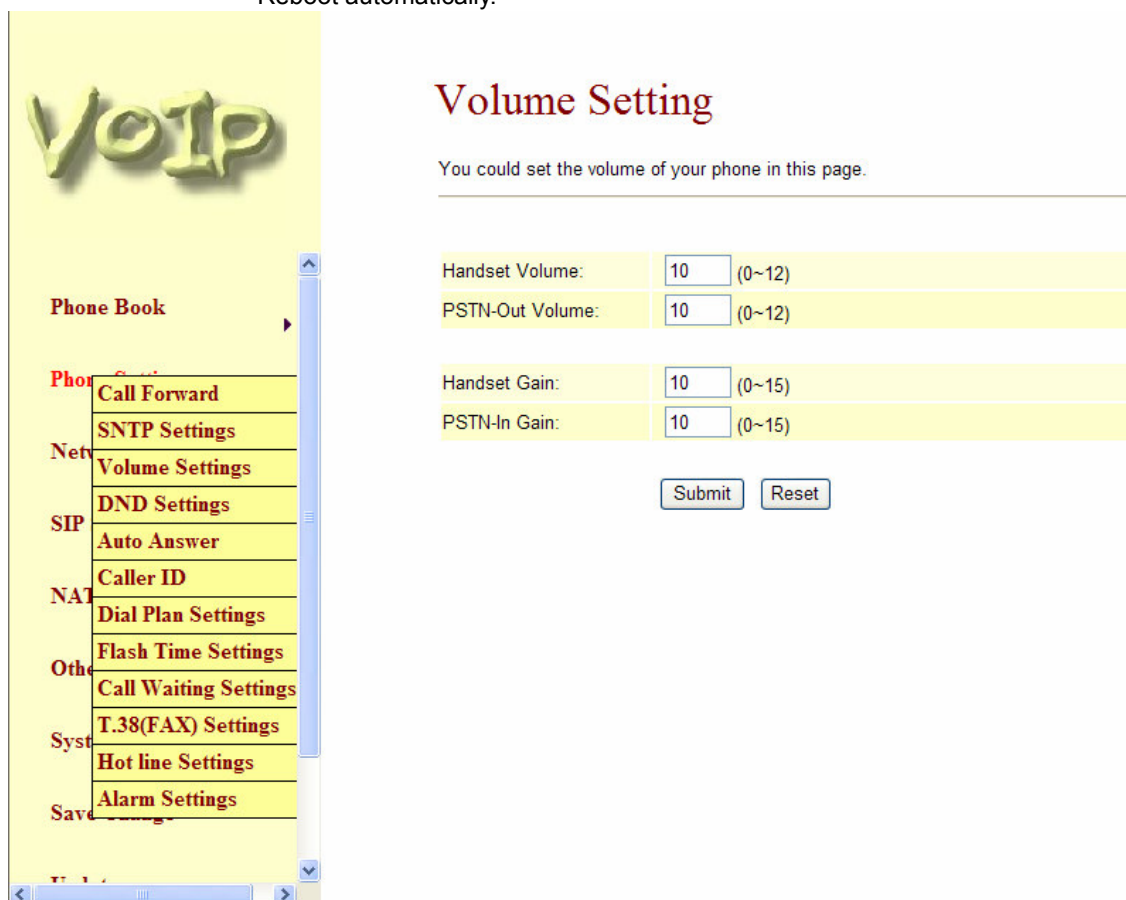 Reboot automatically.
VoIP
Volume Setting
You could set the volume of your phone in this page.
Handset Volume: 10 (0~12)
PSTN-Out Volume: 10 (0~12)
Handset Gain: 10 (0~15)
PSTN-In Gain: 10 (0~15)
Submit Reset
Phone Book
Call Forward
SNTP Settings
Volume Settings
DND Settings
SIP
Auto Answer
Caller ID
Dial Plan Settings
Flash Time Settings
Call Waiting Settings
T.38(FAX) Settings
Hot line Settings
Alarm Settings
Save